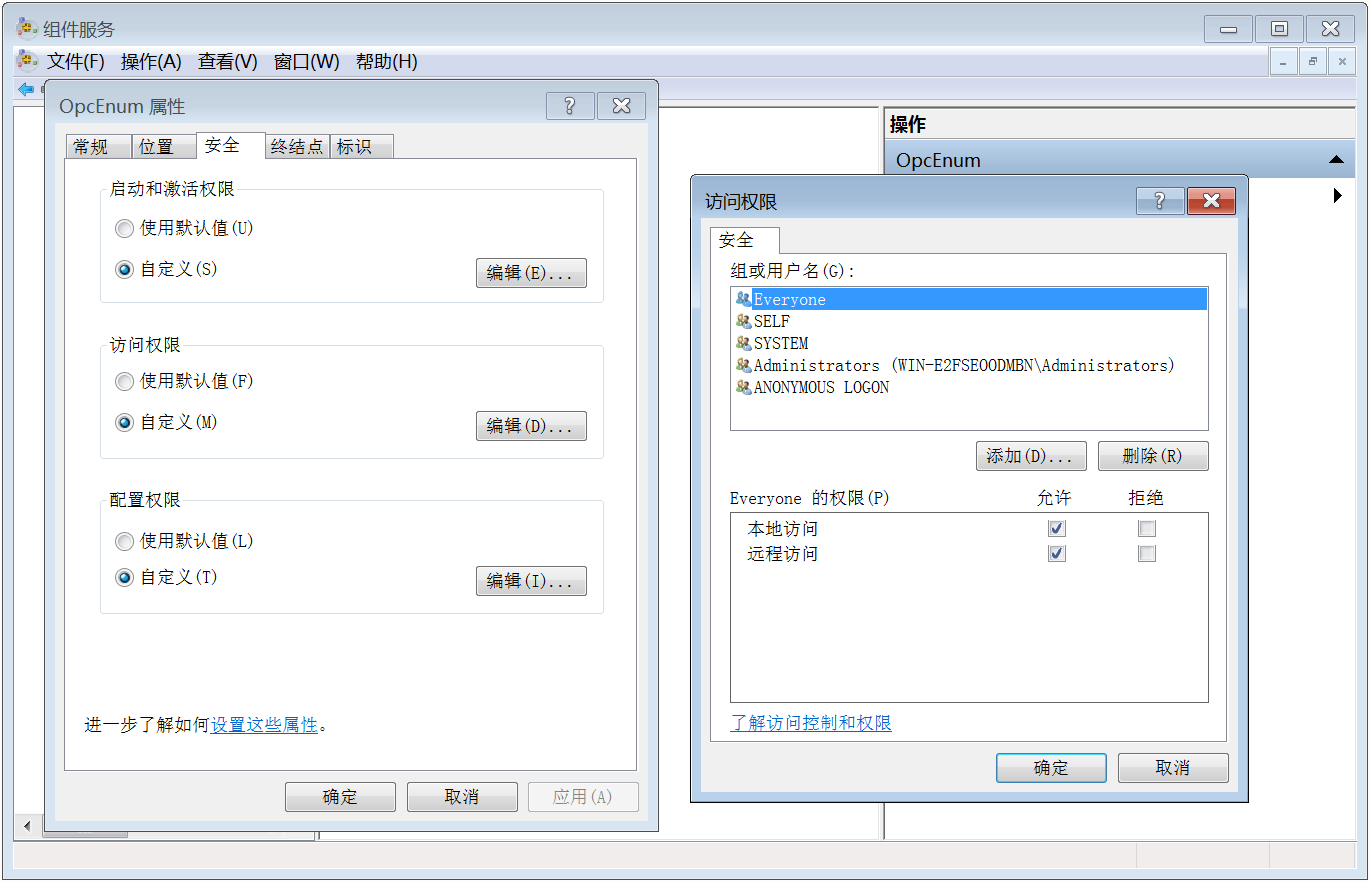 组件服务
文件(F) 操作(A) 查看(V) 窗口(W) 帮助(H)
OpcEnum 属性
常规 位置 安全 终结点 标识
启动和激活权限
使用默认值(U)
自定义(S)
编辑(E)...
访问权限
使用默认值(F)
自定义(M)
编辑(D)...
配置权限
使用默认值(L)
自定义(T)
编辑(I)...
进一步了解如何设置这些属性。
确定 取消 应用(A)
操作
OpcEnum
访问权限
安全
组或用户名(G):
Everyone
SELF
SYSTEM
Administrators (WIN-E2FSEOODMBN\Administrators)
ANONYMOUS LOGON
添加(D)... 删除(R)
Everyone 的权限(P) 允许 拒绝
本地访问
远程访问
了解访问控制和权限
确定 取消